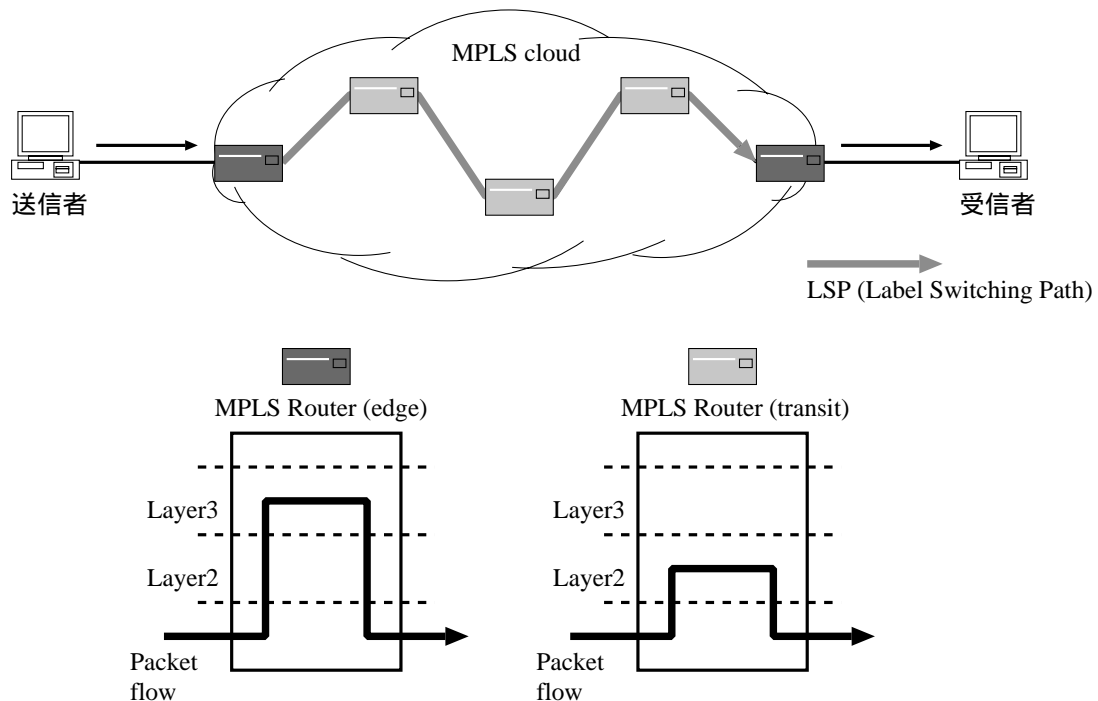 MPLS cloud
送信者
受信者
LSP (Label Switching Path)
MPLS Router (edge)
MPLS Router (transit)
Layer3
Layer2
Packet
flow
Layer3
Layer2
Packet
flow